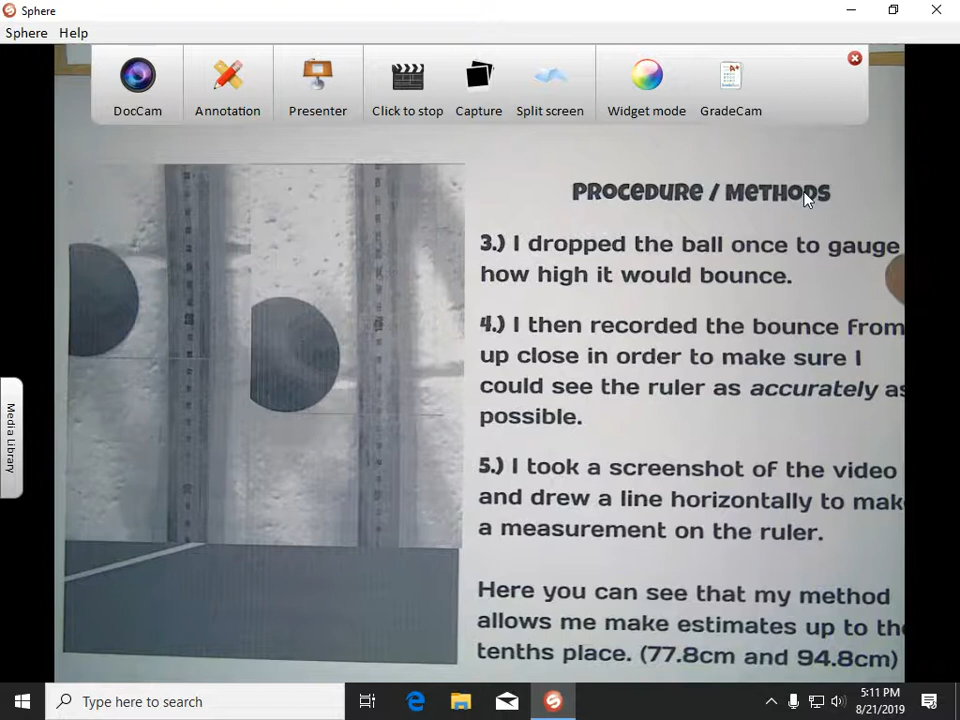 Sphere
Sphere Help
DocCam Annotation Presenter Click to stop Capture Split screen Widget mode GradeCam
Procedure / Methods
3.) I dropped the ball once to gauge
how high it would bounce.
4.) I then recorded the bounce from
up close in order to make sure I
could see the ruler as accurately as
possible.
5.) I took a screenshot of the video
and drew a line horizontally to mak
a measurement on the ruler.
Here you can see that my method
allows me make estimates up to the
tenths place. (77.8cm and 94.8cm)
Media Library
Type here to search
5:11 PM
8/21/2019